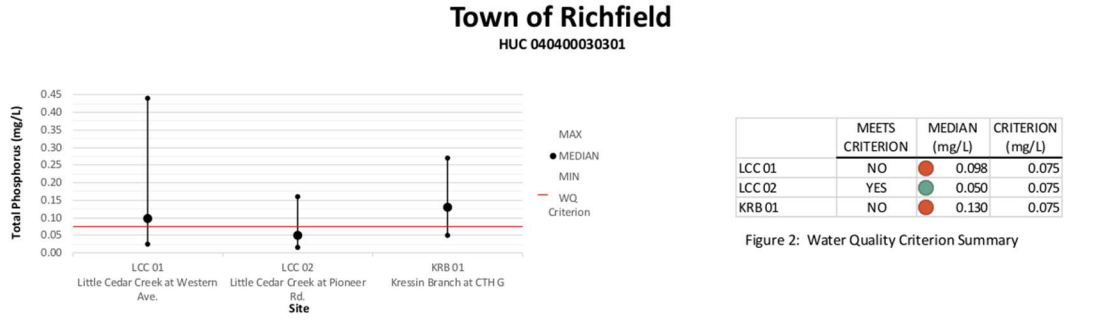 Town of Richfield
HUC 040400030301
Total Phosphorus (mg/L)
0.45
0.40
0.35
0.30
0.25
0.20
0.15
0.10
0.05
0.00
LCC 01
Little Cedar Creek at Western
Ave.
LCC 02
Little Cedar Creek at Pioneer
Rd.
KRB 01
Kressin Branch at CTH G
Site
MAX
MEDIAN
MIN
WQ
Criterion
MEETS CRITERION MEDIAN (mg/L) CRITERION (mg/L)
LCC 01 NO 0.098 0.075
LCC 02 YES 0.050 0.075
KRB 01 NO 0.130 0.075
Figure 2: Water Quality Criterion Summary